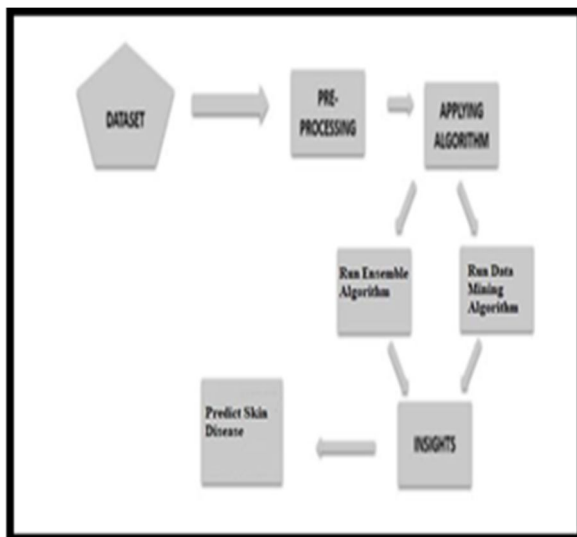 DATASET
PRE-
PROCESSING
APPLYING
ALGORITHM
Run Ensemble
Algorithm
Run Data
Mining
Algorithm
Predict Skin
Disease
INSIGHTS